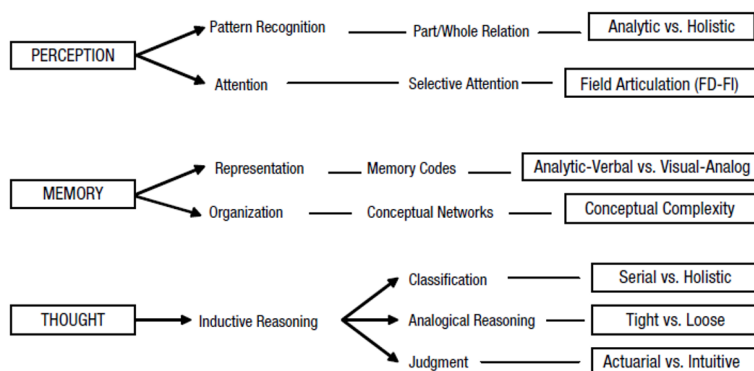 PERCEPTION
Pattern Recognition
Part/Whole Relation
Analytic vs. Holistic
Attention
Selective Attention
Field Articulation (FD-FI)
MEMORY
Representation
Memory Codes
Analytic-Verbal vs. Visual-Analog
Organization
Conceptual Networks
Conceptual Complexity
THOUGHT
Inductive Reasoning
Classification
Serial vs. Holistic
Analogical Reasoning
Tight vs. Loose
Judgment
Actuarial vs. Intuitive